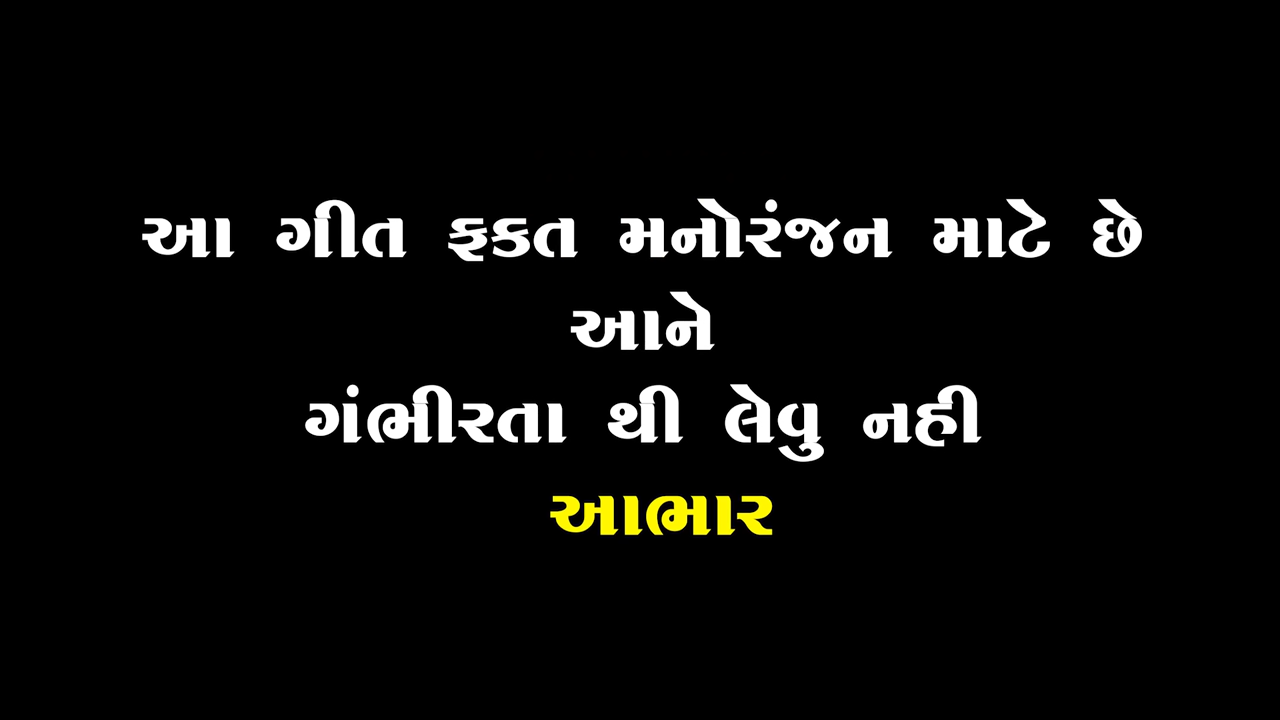 આ ગીત ફકત મનોરંજન માટે છે
આને
ગંભીરતા થી લેવુ નહી
આભાર